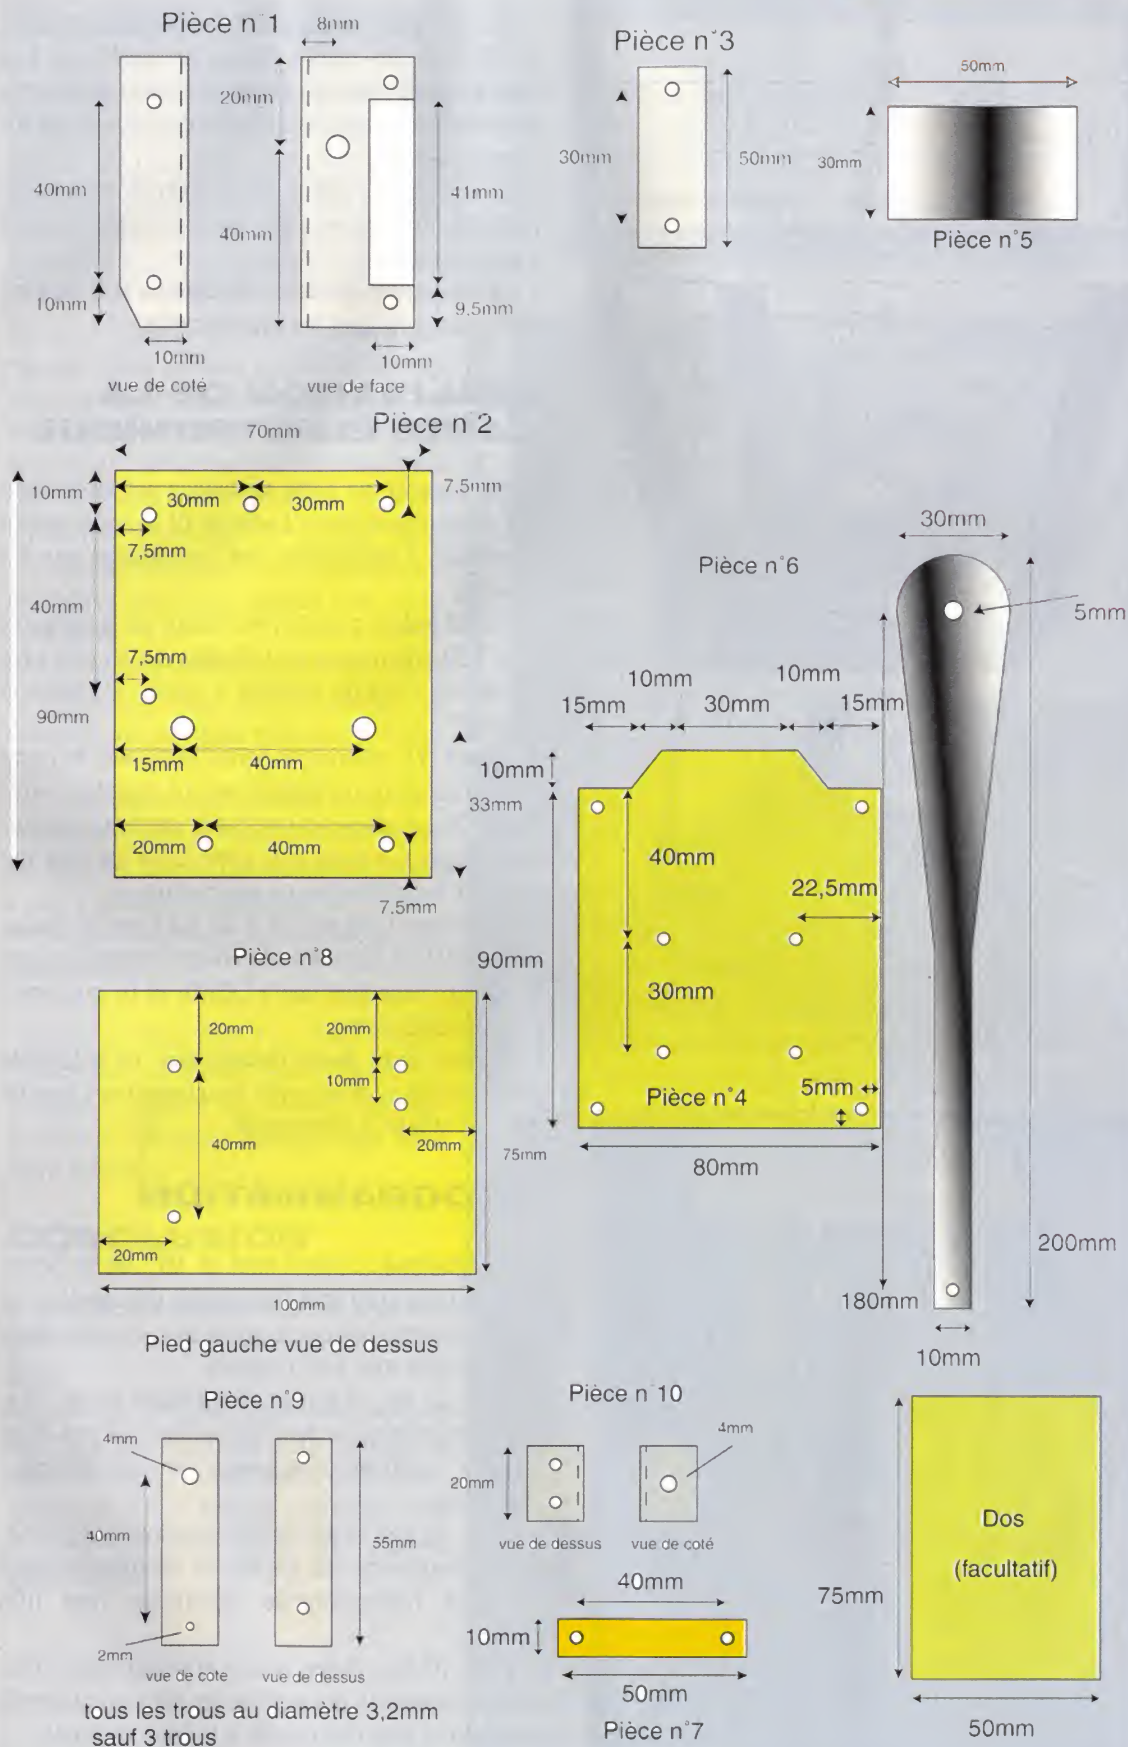 Pièce n°1
8mm
20mm
40mm
40mm
41mm
10mm
9.5mm
10mm
10mm
vue de coté
vue de face
Pièce n°3
30mm
50mm
50mm
30mm
Pièce n°5
Pièce n°2
70mm
10mm
30mm
30mm
7,5mm
7,5mm
40mm
7,5mm
90mm
15mm
40mm
33mm
20mm
40mm
7.5mm
Pièce n°6
30mm
5mm
200mm
180mm
10mm
10mm
10mm
15mm
30mm
15mm
10mm
40mm
22,5mm
90mm
30mm
5mm
Pièce n°4
80mm
Pièce n°8
20mm
20mm
10mm
40mm
20mm
75mm
20mm
100mm
Pied gauche vue de dessus
Pièce n°9
4mm
40mm
55mm
2mm
vue de cote
vue de dessus
tous les trous au diamètre 3,2mm
sauf 3 trous
Pièce n°10
4mm
20mm
vue de dessus
vue de coté
40mm
10mm
50mm
Pièce n°7
Dos
(facultatif)
75mm
50mm